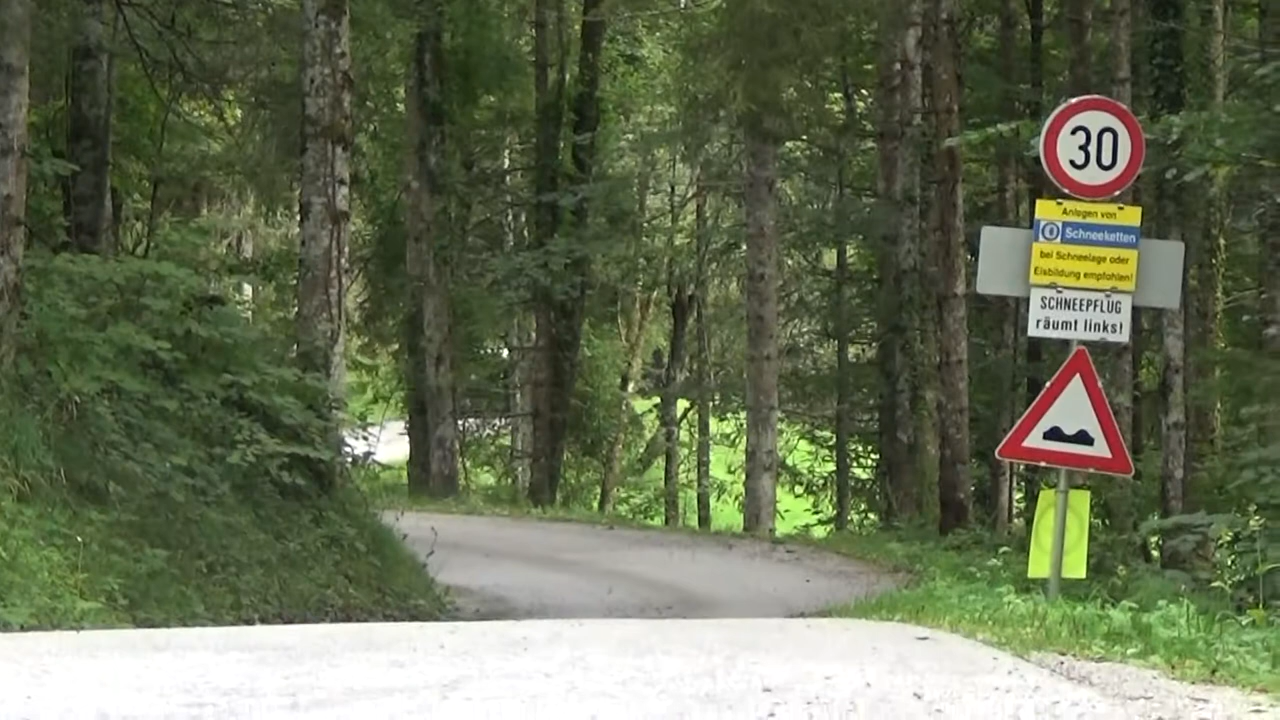 30
Anlegen von
Schneeketten
bei Schneelage oder
Eisbildung empfohlen!
SCHNEEPFLUG
räumt links!